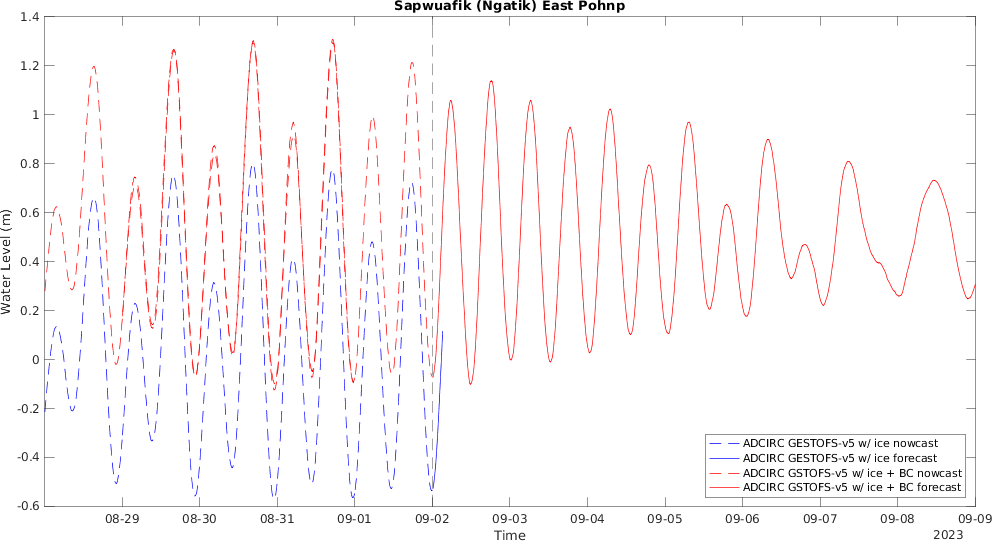 Sapwuafik (Ngatik) East Pohnp
Water Level (m)
1.4
1.2
1
0.8
0.6
0.4
0.2
0
-0.2
-0.4
-0.6
ADCIRC GESTOFS-v5 w/ ice nowcast
ADCIRC GESTOFS-v5 w/ ice forecast
ADCIRC GSTOFS-v5 w/ ice + BC nowcast
ADCIRC GSTOFS-v5 w/ ice + BC forecast
08-29 08-30 08-31 09-01 09-02 09-03 09-04 09-05 09-06 09-07 09-08 09-09
Time
2023